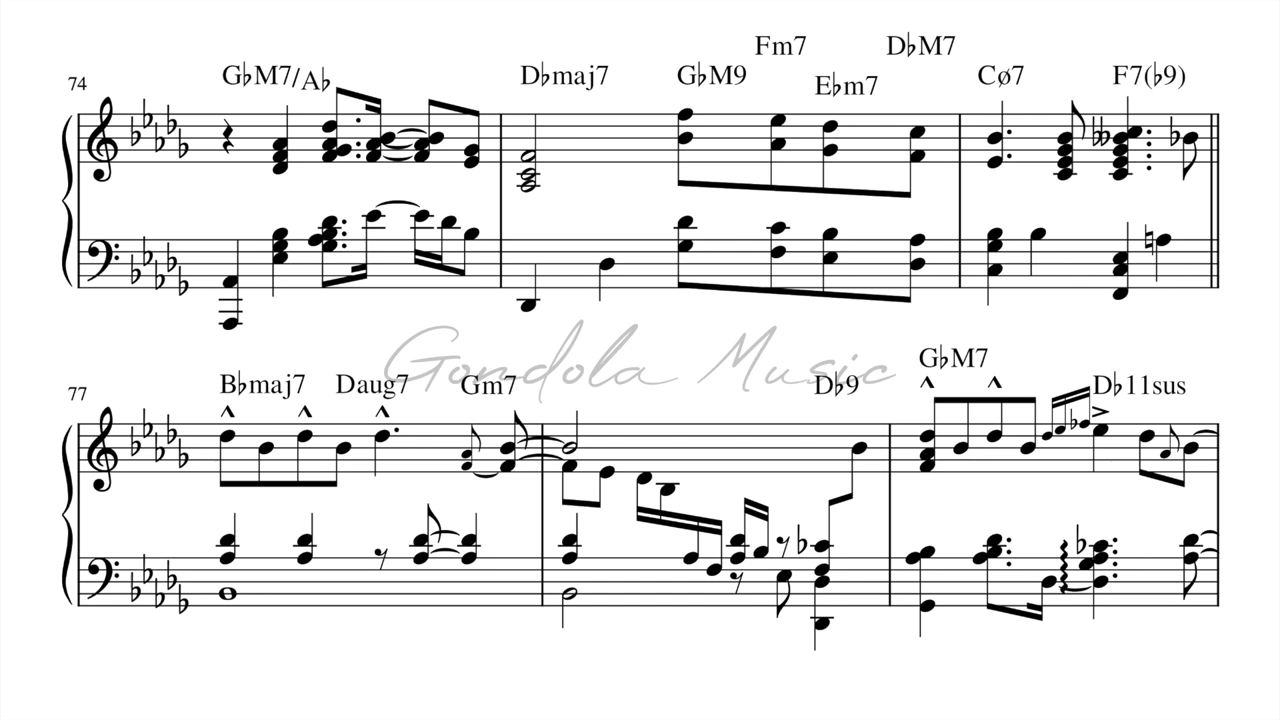 74 G♭M7/A♭ D♭maj7 G♭M9 Fm7 E♭m7 D♭M7 Cø7 F7(♭9)
Gondola Music
77 B♭maj7 Daug7 Gm7 D♭9 G♭M7 D♭11sus